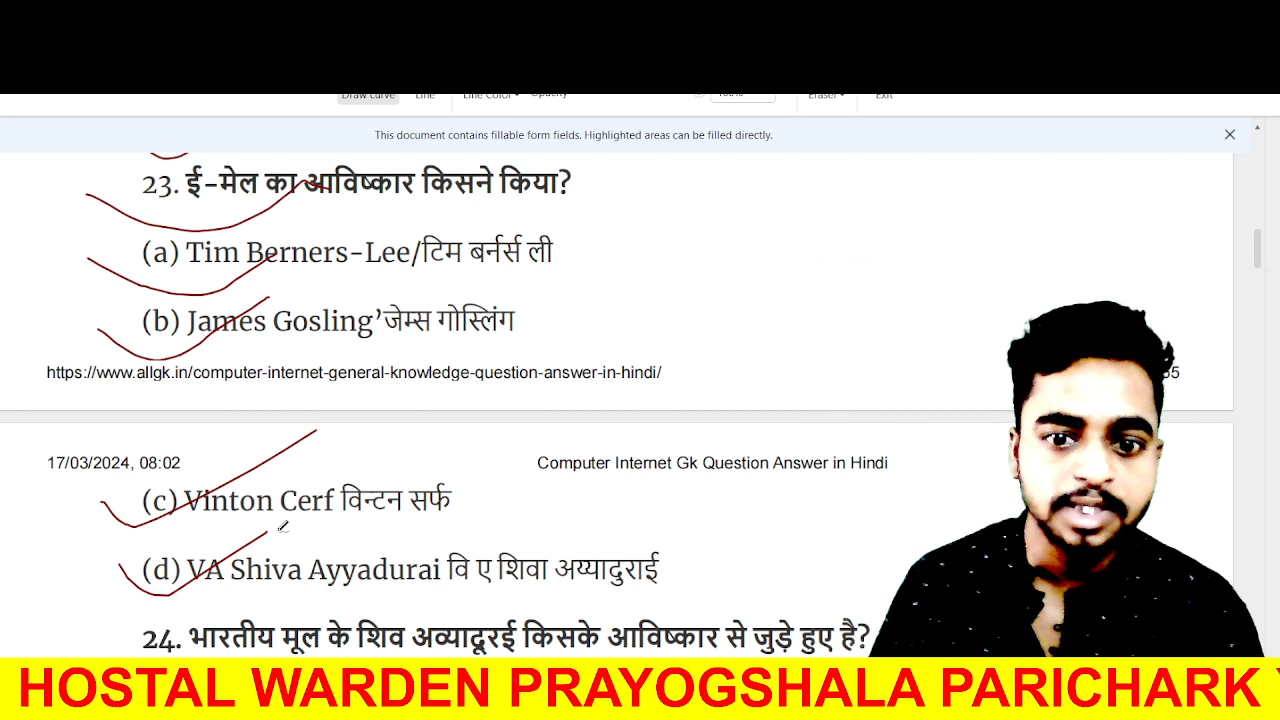 This document contains fillable form fields. Highlighted areas can be filled directly.
23. ई-मेल का आविष्कार किसने किया?
(a) Tim Berners-Lee/टिम बर्नर्स ली
(b) James Gosling’जेम्स गोस्लिंग
https://www.allgk.in/computer-internet-general-knowledge-question-answer-in-hindi/
17/03/2024, 08:02 Computer Internet Gk Question Answer in Hindi
(c) Vinton Cerf विन्टन सर्फ
(d) VA Shiva Ayyadurai वि ए शिवा अय्यादुराई
24. भारतीय मूल के शिव अव्यादूरई किसके आविष्कार से जुड़े हुए है?
HOSTAL WARDEN PRAYOGSHALA PARICHARK